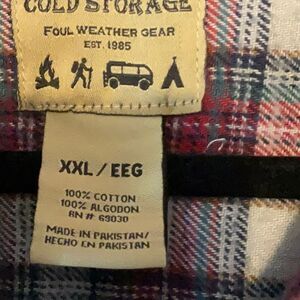 COLD STORAGE
FOUL WEATHER GEAR
EST. 1985
XXL / EEG
100% COTTON
100% ALGODON
RN # 69030
MADE IN PAKISTAN/
HECHO EN PAKISTAN